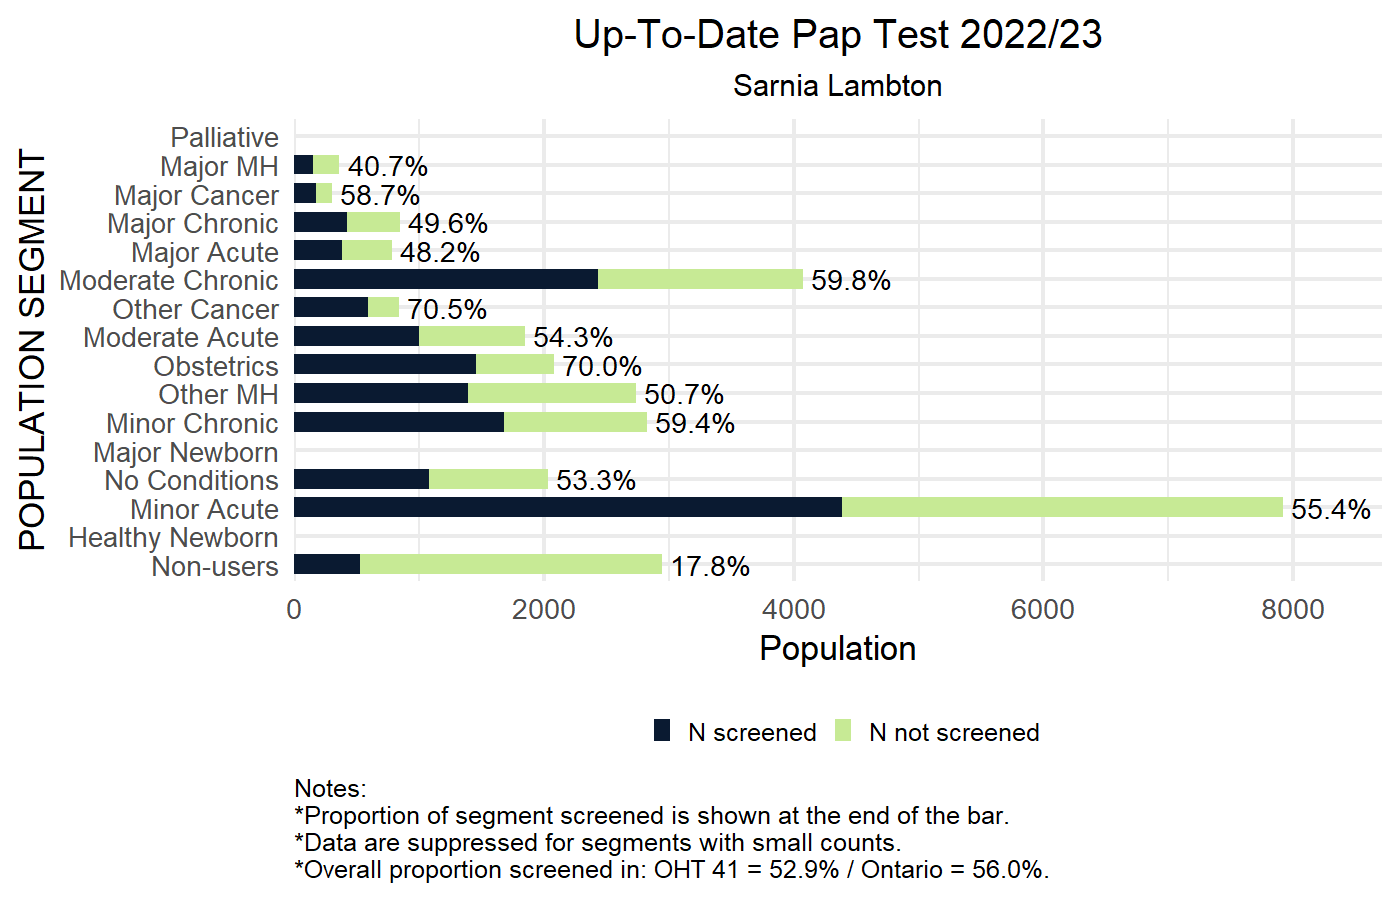 Up-To-Date Pap Test 2022/23
Sarnia Lambton
POPULATION SEGMENT
Palliative
Major MH 40.7%
Major Cancer 58.7%
Major Chronic 49.6%
Major Acute 48.2%
Moderate Chronic 59.8%
Other Cancer 70.5%
Moderate Acute 54.3%
Obstetrics 70.0%
Other MH 50.7%
Minor Chronic 59.4%
Major Newborn
No Conditions 53.3%
Minor Acute 55.4%
Healthy Newborn
Non-users 17.8%
0 2000 4000 6000 8000
Population
N screened N not screened
Notes:
*Proportion of segment screened is shown at the end of the bar.
*Data are suppressed for segments with small counts.
*Overall proportion screened in: OHT 41 = 52.9% / Ontario = 56.0%.